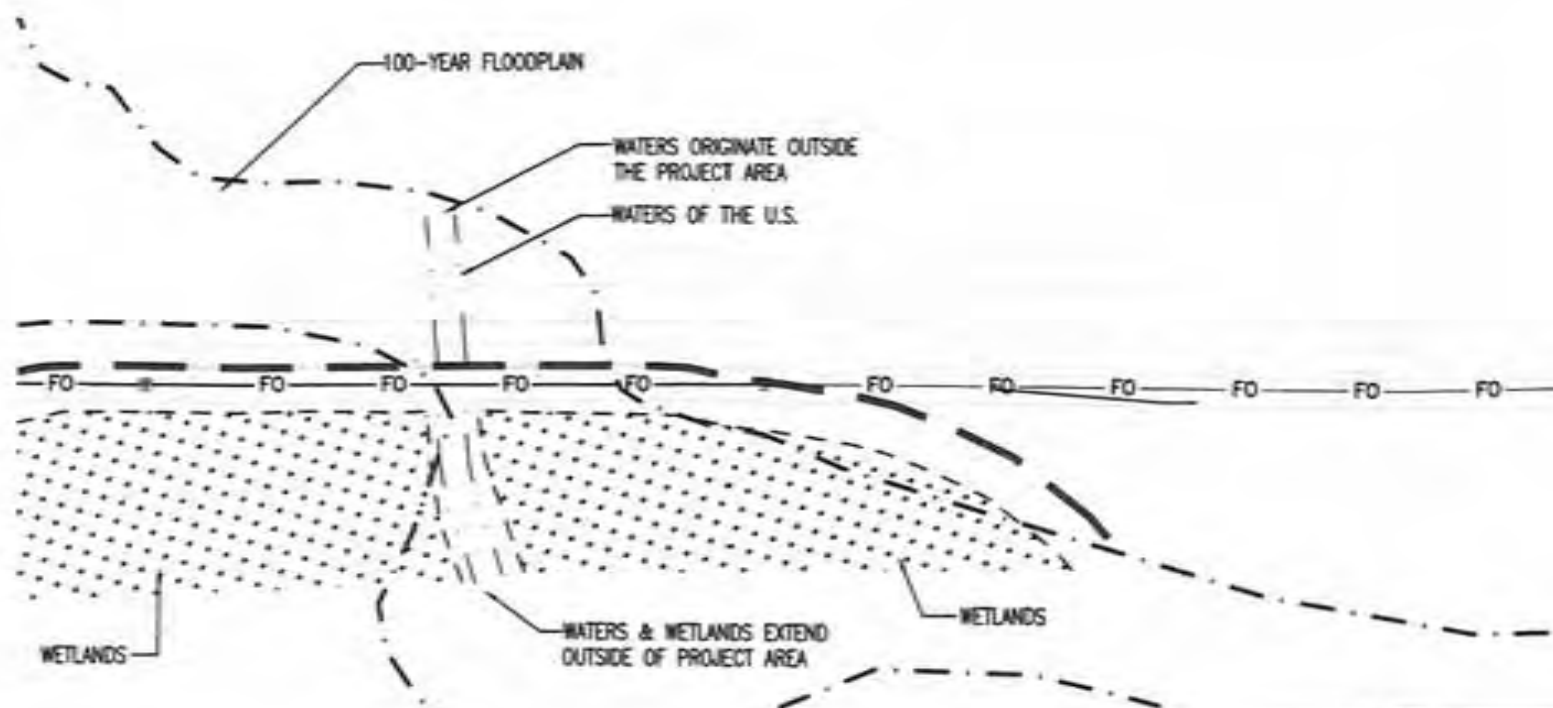 100-YEAR FLOODPLAIN
WATERS ORIGINATE OUTSIDE
THE PROJECT AREA
WATERS OF THE U.S.
FO FO FO FO FO FO FO FO FO FO FO
WETLANDS
WATERS & WETLANDS EXTEND
OUTSIDE OF PROJECT AREA
WETLANDS